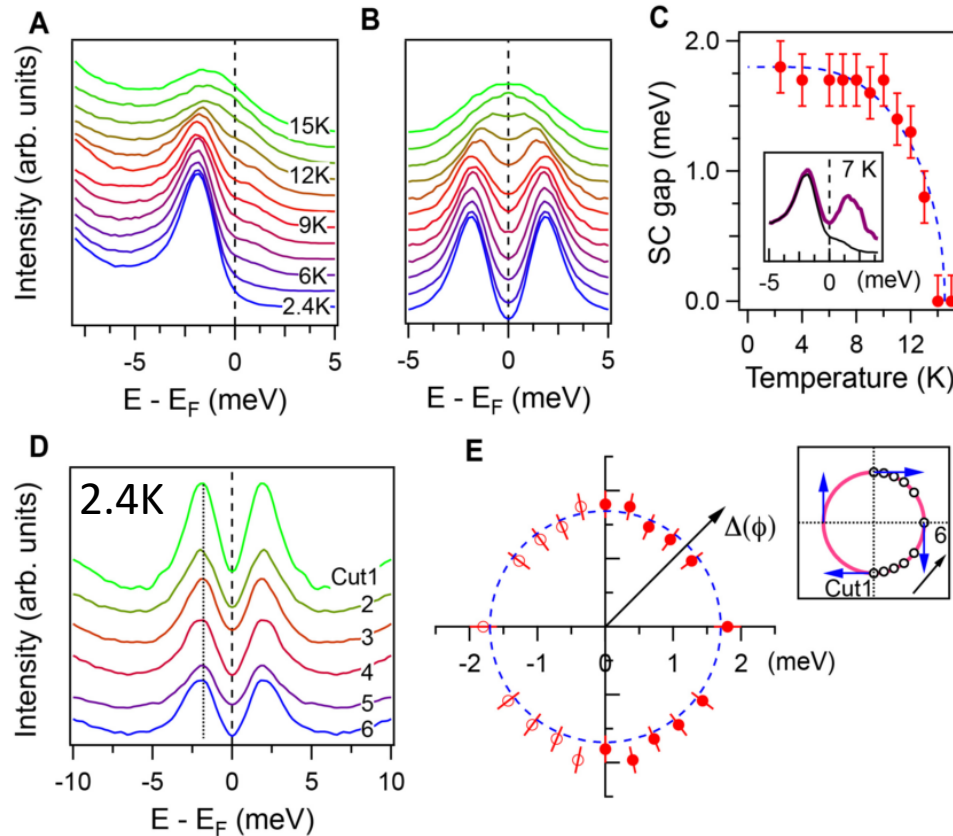 A
Intensity (arb. units)
15K
12K
9K
6K
2.4K
-5
0
5
E - E_F (meV)
B
-5
0
5
E - E_F (meV)
C
SC gap (meV)
2.0
1.0
0.0
7 K
-5
0
(meV)
0
4
8
12
Temperature (K)
D
2.4K
Intensity (arb. units)
Cut1
2
3
4
5
6
-10
-5
0
5
10
E - E_F (meV)
E
Δ(ϕ)
-2
-1
0
1
2
(meV)
6
Cut1